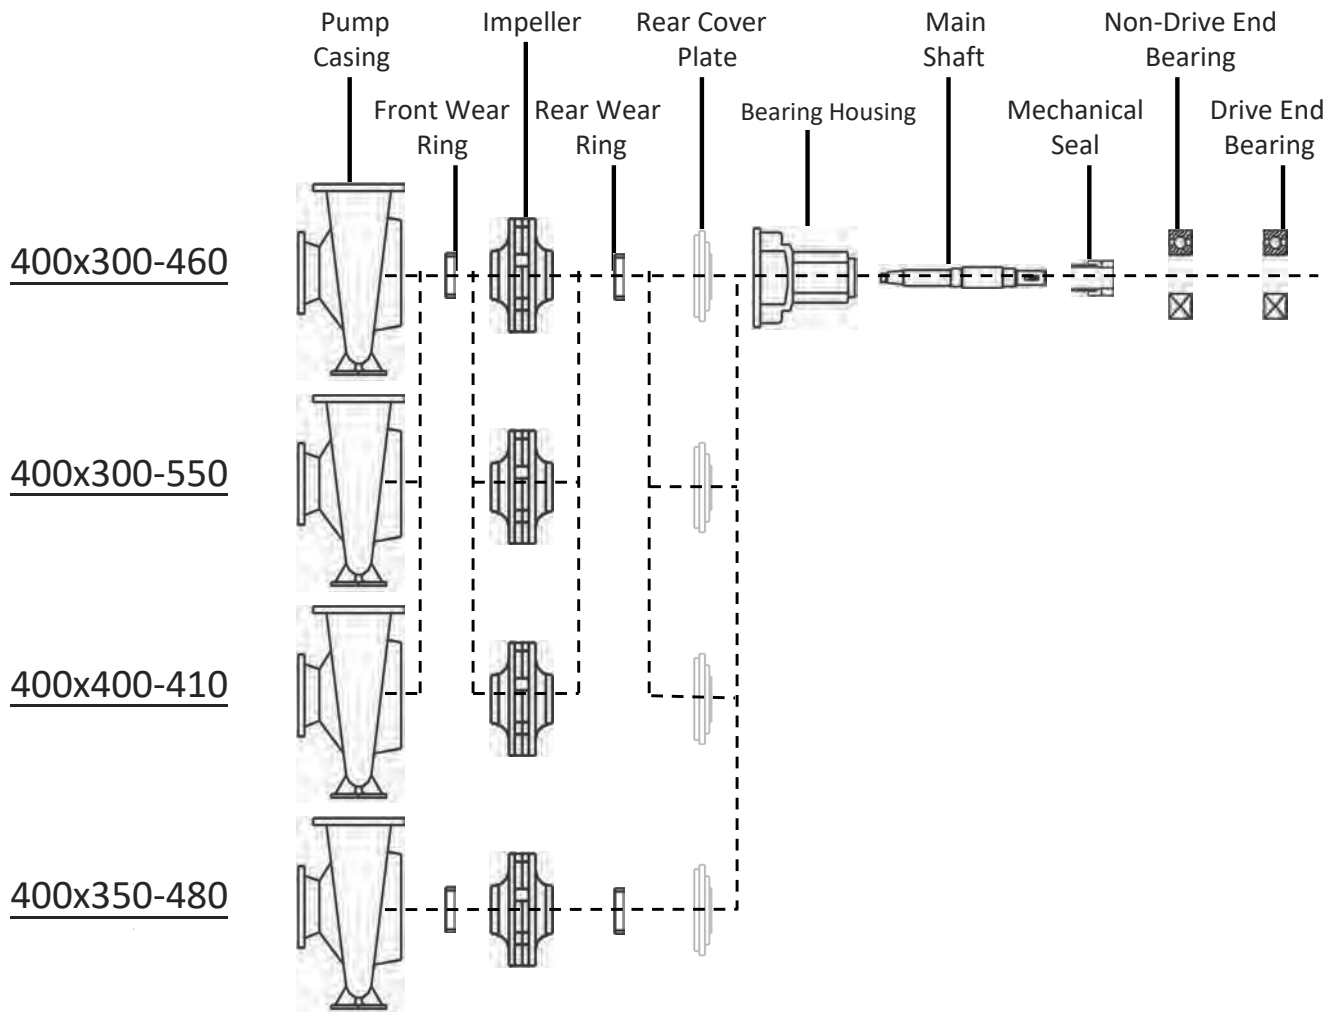 Pump
Casing
Impeller
Rear Cover
Plate
Main
Shaft
Non-Drive End
Bearing
Front Wear
Ring
Rear Wear
Ring
Bearing Housing
Mechanical
Seal
Drive End
Bearing
400x300-460
400x300-550
400x400-410
400x350-480